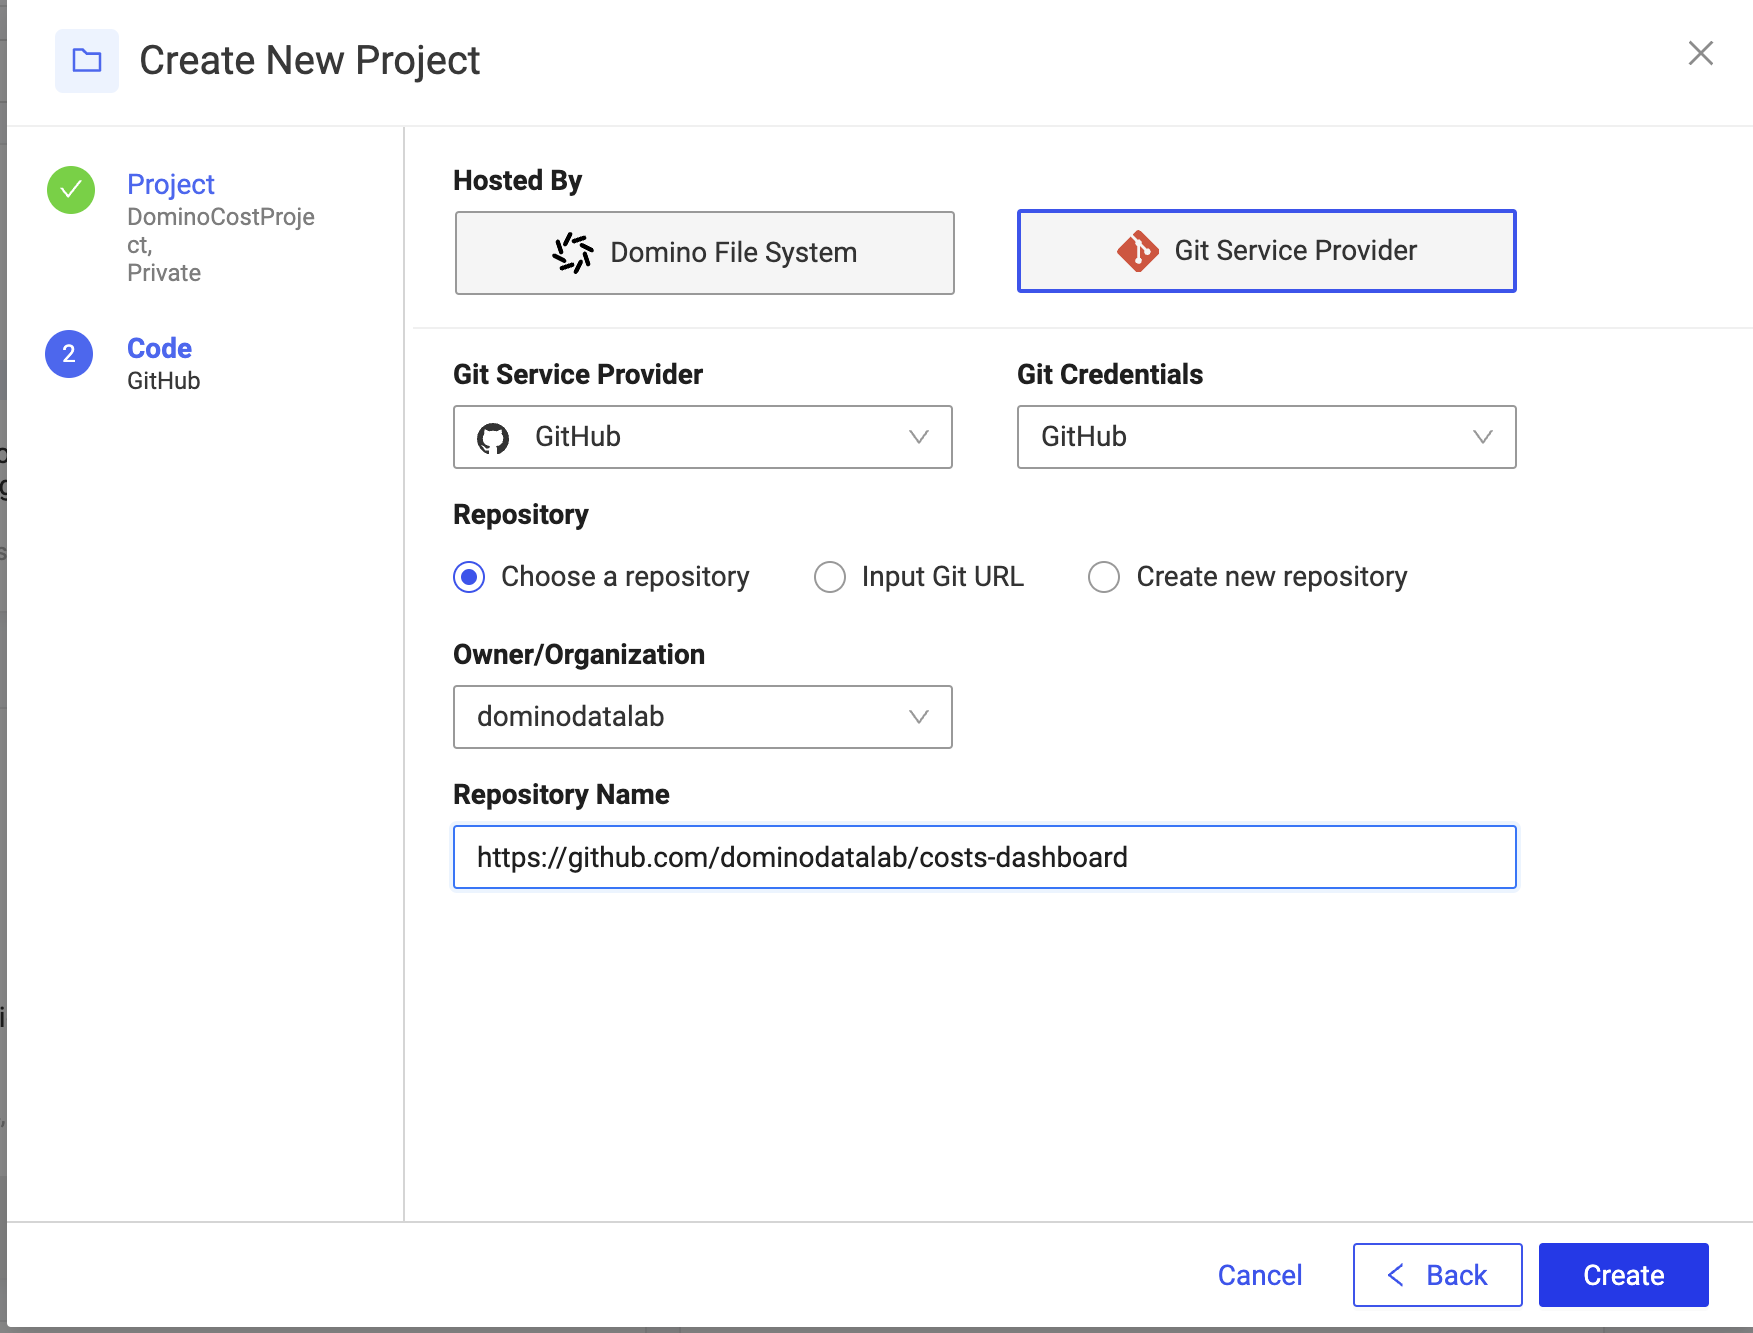 Create New Project
Project
DominoCostProje
ct,
Private
2
Code
GitHub
Hosted By
Domino File System
Git Service Provider
Git Service Provider
Git Credentials
GitHub
GitHub
Repository
Choose a repository
Input Git URL
Create new repository
Owner/Organization
dominodatalab
Repository Name
https://github.com/dominodatalab/costs-dashboard
Cancel
Back
Create